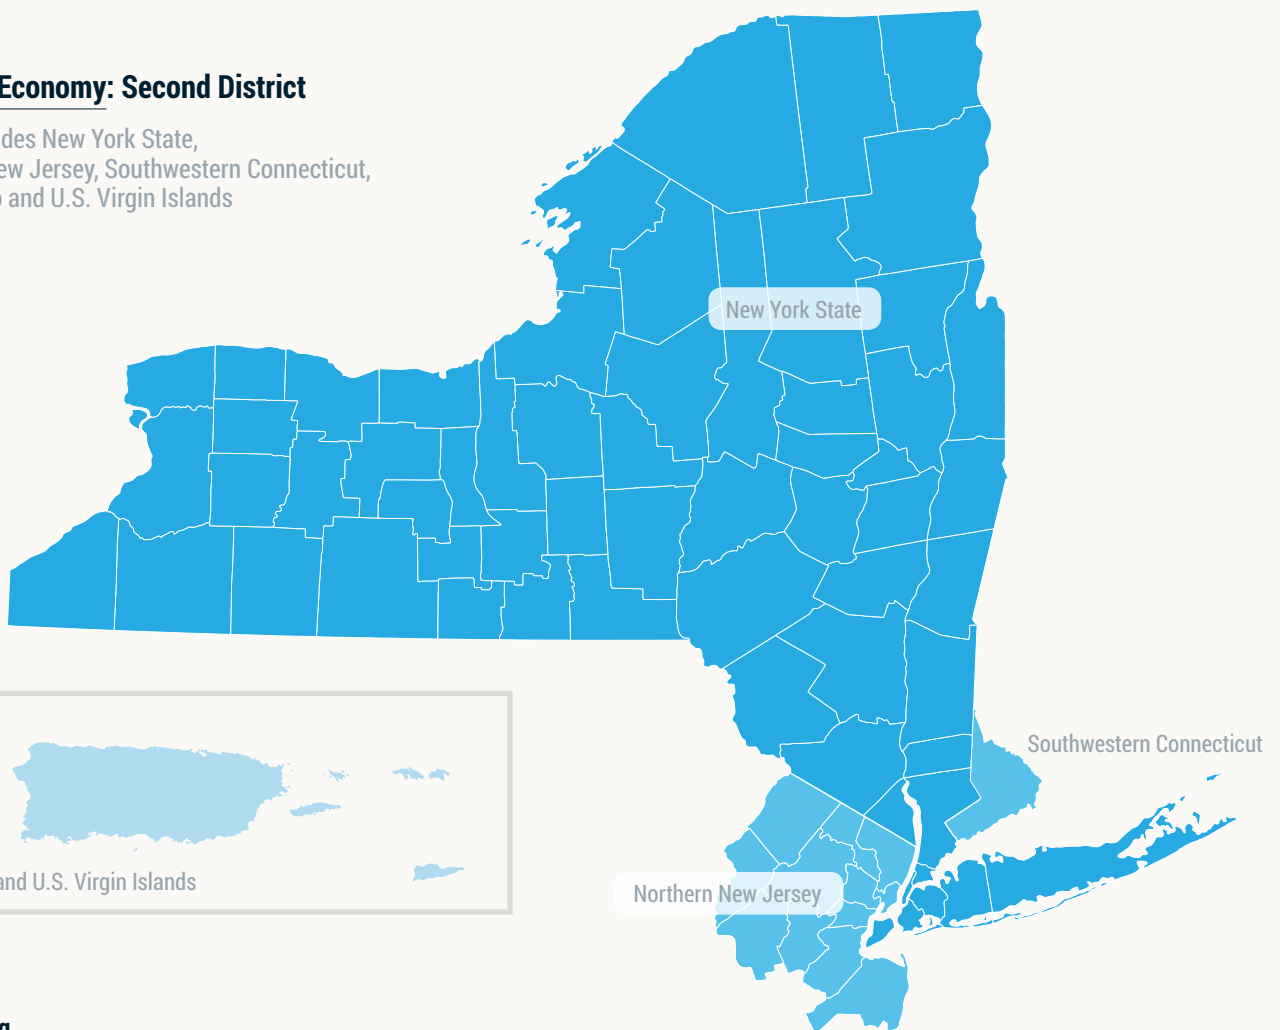 Economy: Second District
des New York State,
ew Jersey, Southwestern Connecticut,
and U.S. Virgin Islands
New York State
Southwestern Connecticut
and U.S. Virgin Islands
Northern New Jersey